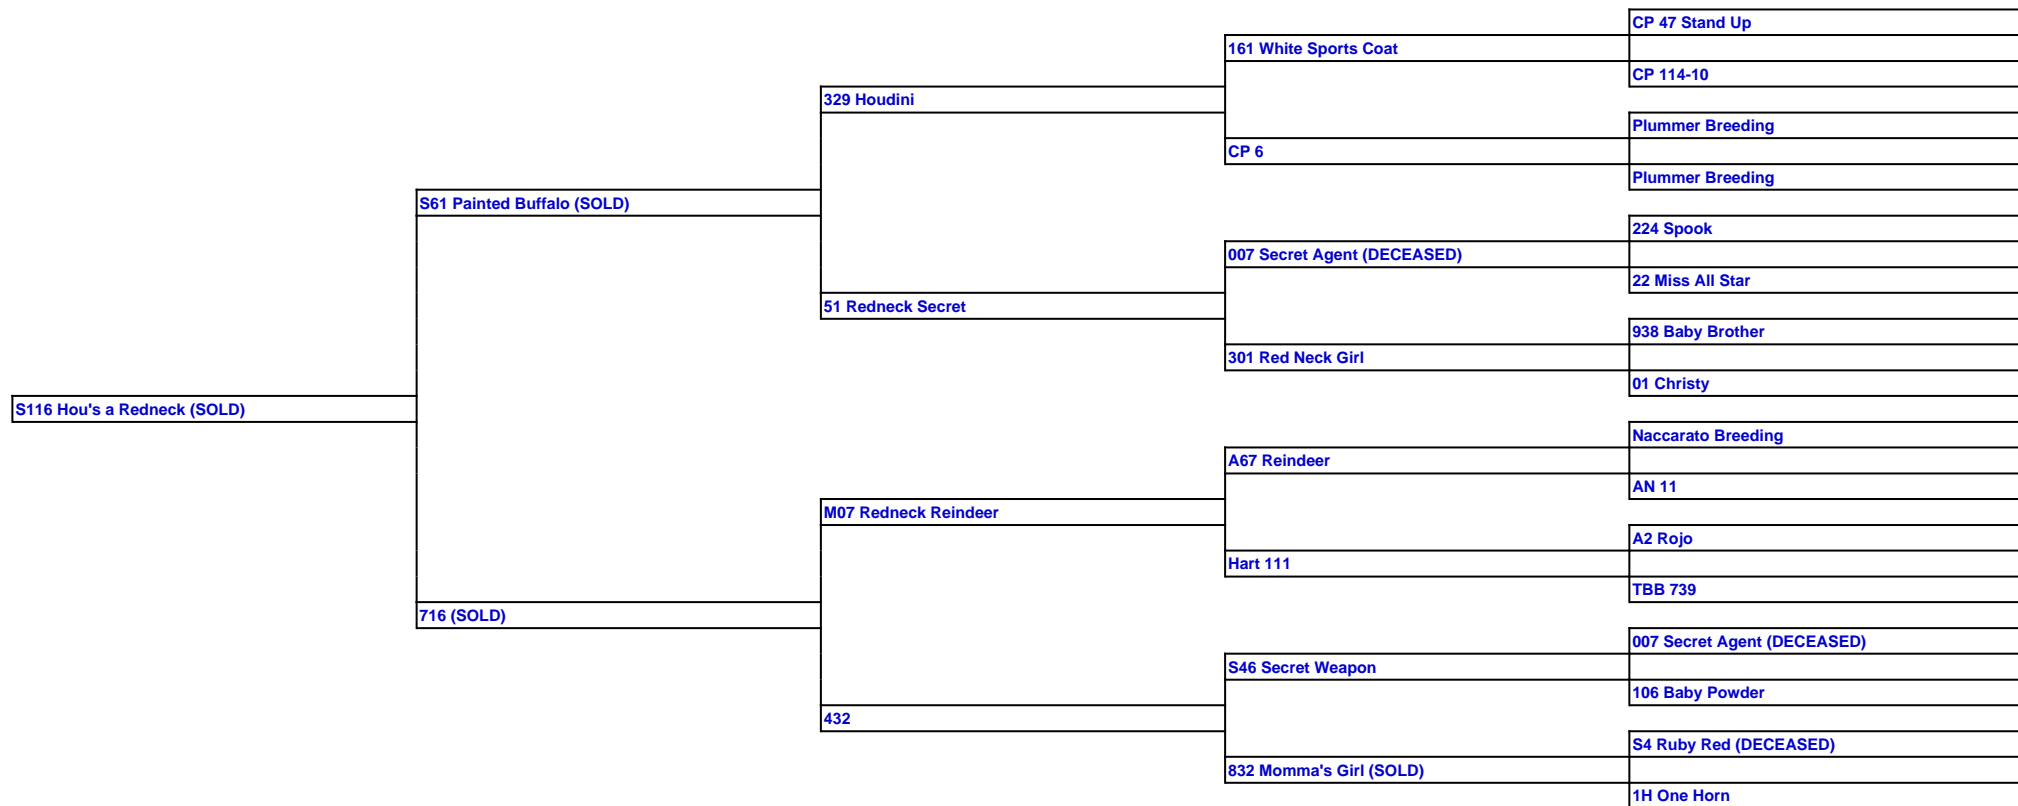 CP 47 Stand Up
161 White Sports Coat
CP 114-10
329 Houdini
Plummer Breeding
CP 6
Plummer Breeding
S61 Painted Buffalo (SOLD)
224 Spook
007 Secret Agent (DECEASED)
22 Miss All Star
51 Redneck Secret
938 Baby Brother
301 Red Neck Girl
01 Christy
S116 Hou's a Redneck (SOLD)
Naccarato Breeding
A67 Reindeer
AN 11
M07 Redneck Reindeer
A2 Rojo
Hart 111
TBB 739
716 (SOLD)
007 Secret Agent (DECEASED)
S46 Secret Weapon
106 Baby Powder
432
S4 Ruby Red (DECEASED)
832 Momma's Girl (SOLD)
1H One Horn